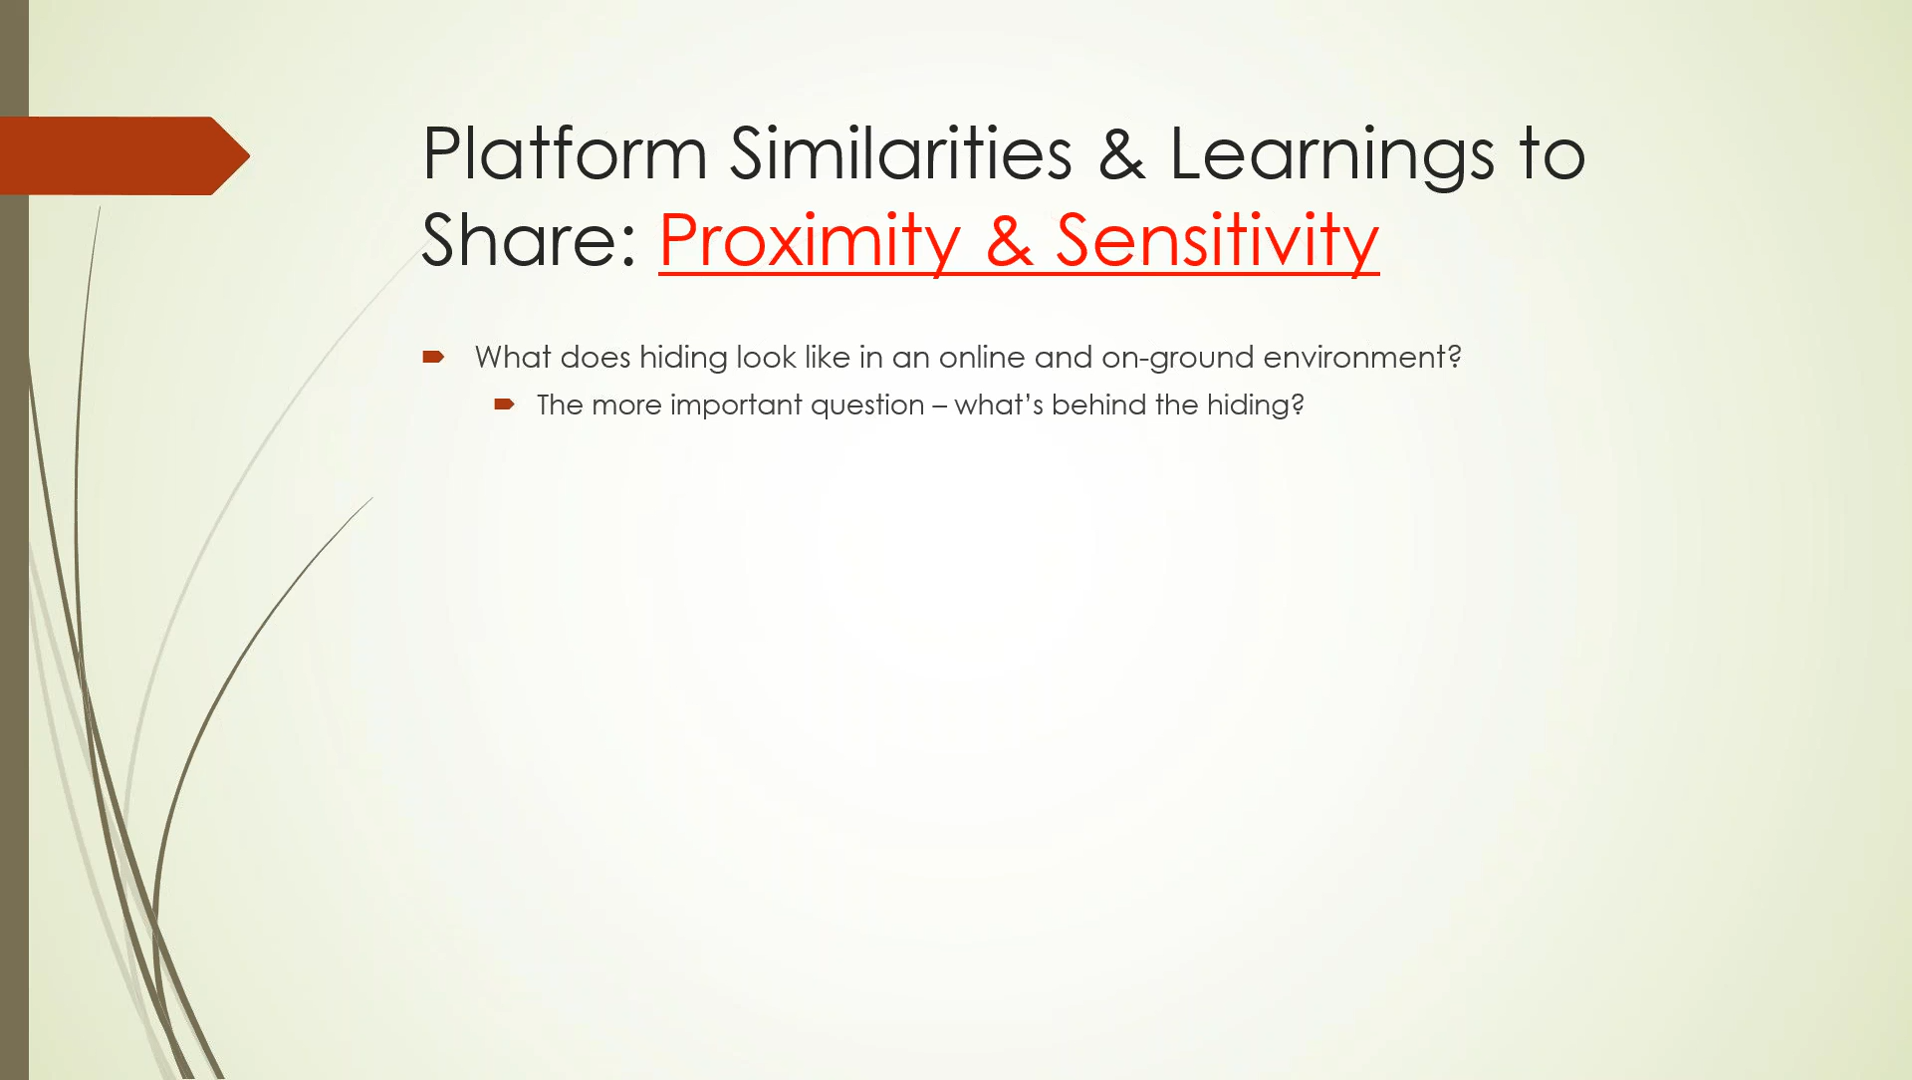 Platform Similarities & Learnings to
Share: Proximity & Sensitivity
What does hiding look like in an online and on-ground environment?
The more important question – what’s behind the hiding?